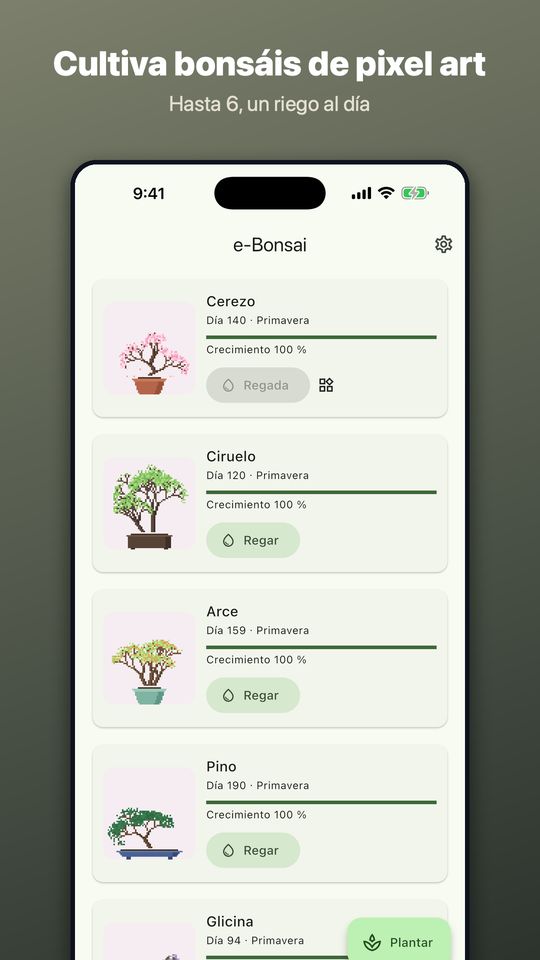 Cultiva bonsáis de pixel art
Hasta 6, un riego al día
9:41
e-Bonsai
Cerezo
Día 140 · Primavera
Crecimiento 100 %
Regada
Ciruelo
Día 120 · Primavera
Crecimiento 100 %
Regar
Arce
Día 159 · Primavera
Crecimiento 100 %
Regar
Pino
Día 190 · Primavera
Crecimiento 100 %
Regar
Glicina
Día 94 · Primavera
Plantar